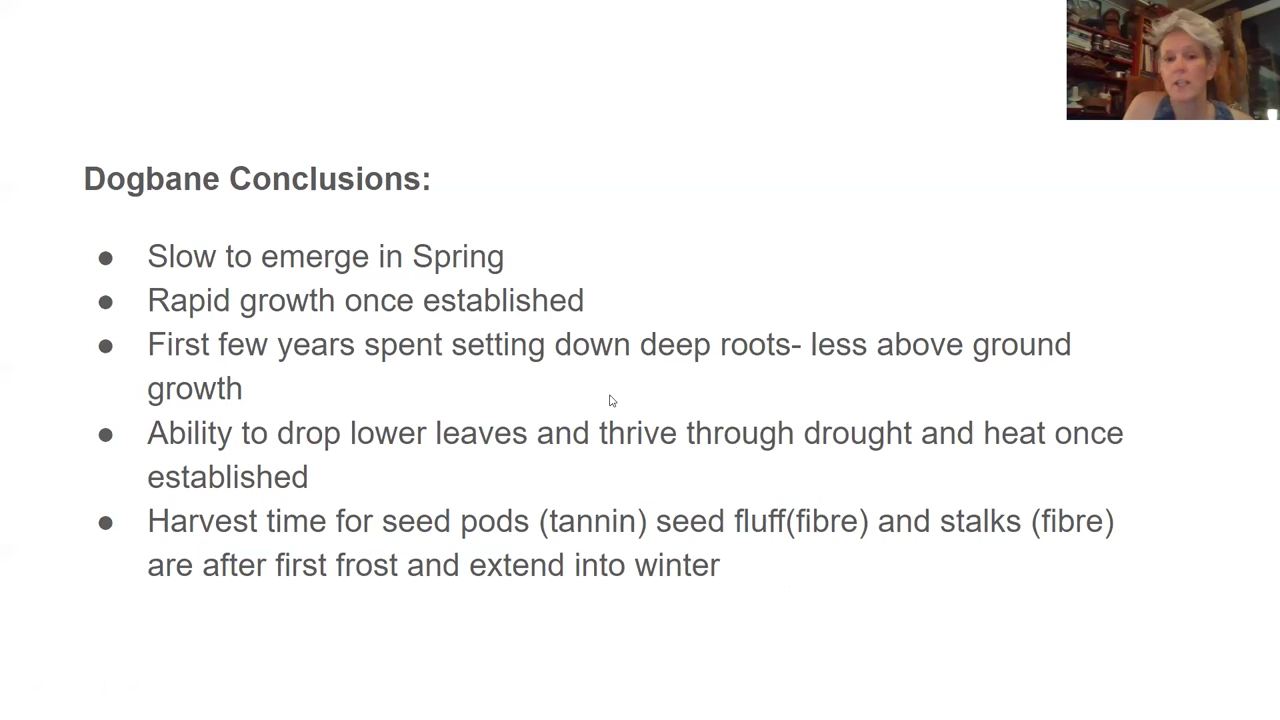 Dogbane Conclusions:
● Slow to emerge in Spring
● Rapid growth once established
● First few years spent setting down deep roots- less above ground
growth
● Ability to drop lower leaves and thrive through drought and heat once
established
● Harvest time for seed pods (tannin) seed fluff(fibre) and stalks (fibre)
are after first frost and extend into winter